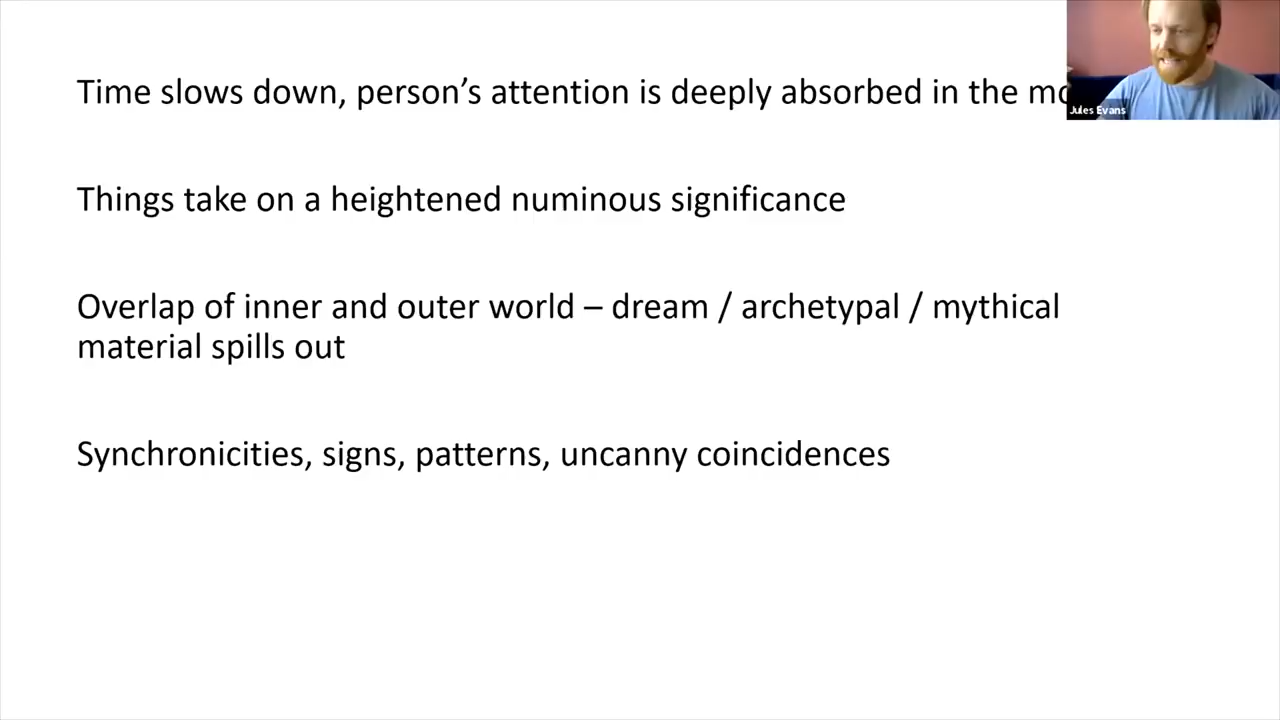 Time slows down, person's attention is deeply absorbed in the
Jules Evans
Things take on a heightened numinous significance
Overlap of inner and outer world – dream / archetypal / mythical
material spills out
Synchronicities, signs, patterns, uncanny coincidences